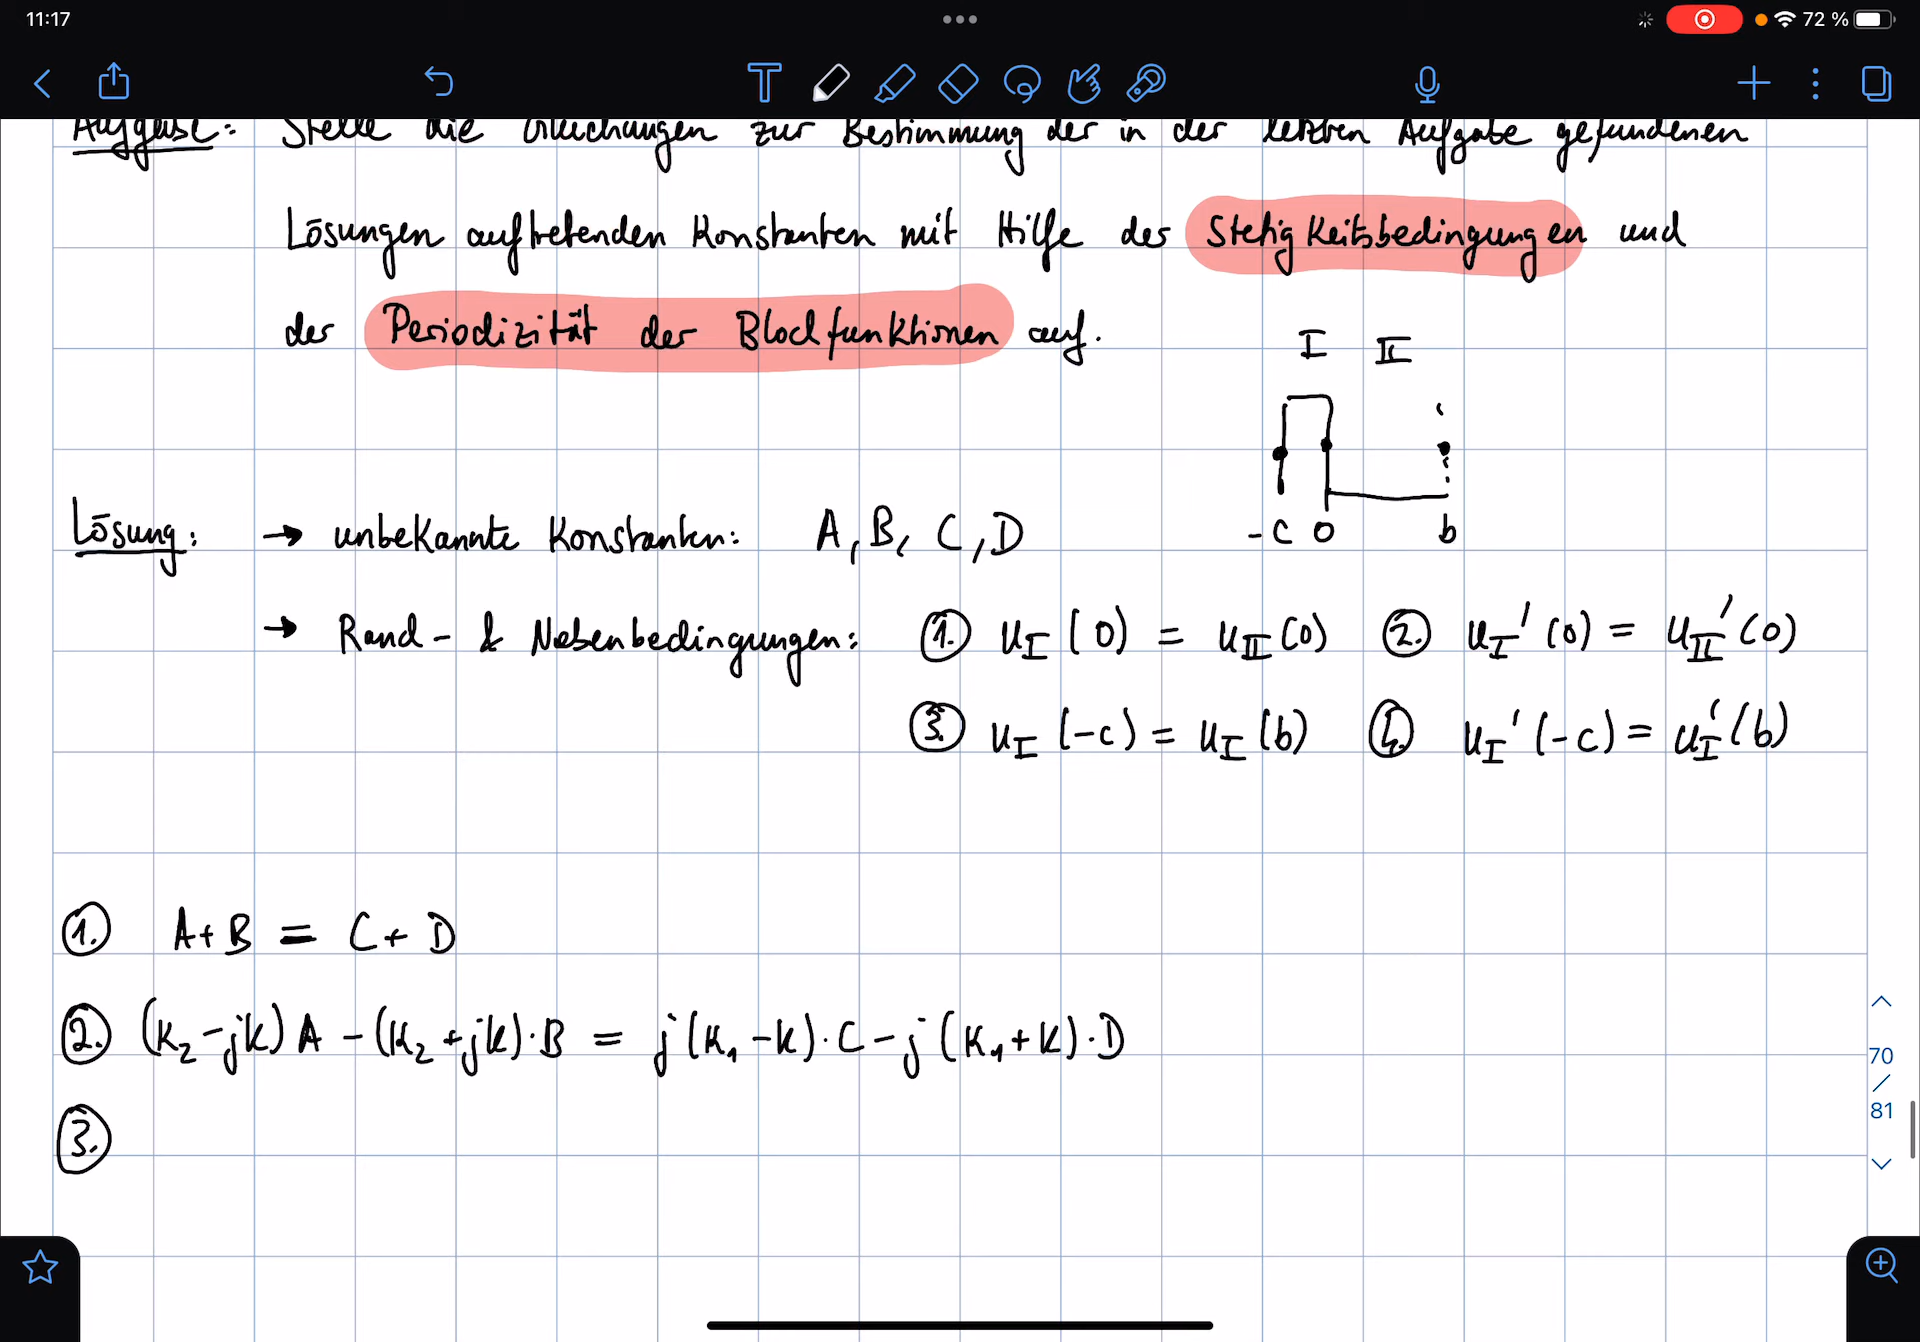 11:17
72 %
Aufgabe: Stelle die Gleichungen zur Bestimmung der in der letzten Aufgabe gefundenen
Lösungen auftretenden Konstanten mit Hilfe der Stetigkeitsbedingungen und
der Periodizität der Blochfunktionen auf.
I II
-c 0 b
Lösung: → unbekannte Konstanten: A, B, C, D
→ Rand- & Nebenbedingungen: ①. u_I (0) = u_II (0) ②. u_I' (0) = u_II' (0)
③. u_I (-c) = u_I (b) ④. u_I' (-c) = u_I' (b)
①. A+B = C+D
②. (k₂-jk) A - (k₂+jk)·B = j(k₁-k)·C - j(k₁+k)·D
③.
70
/
81